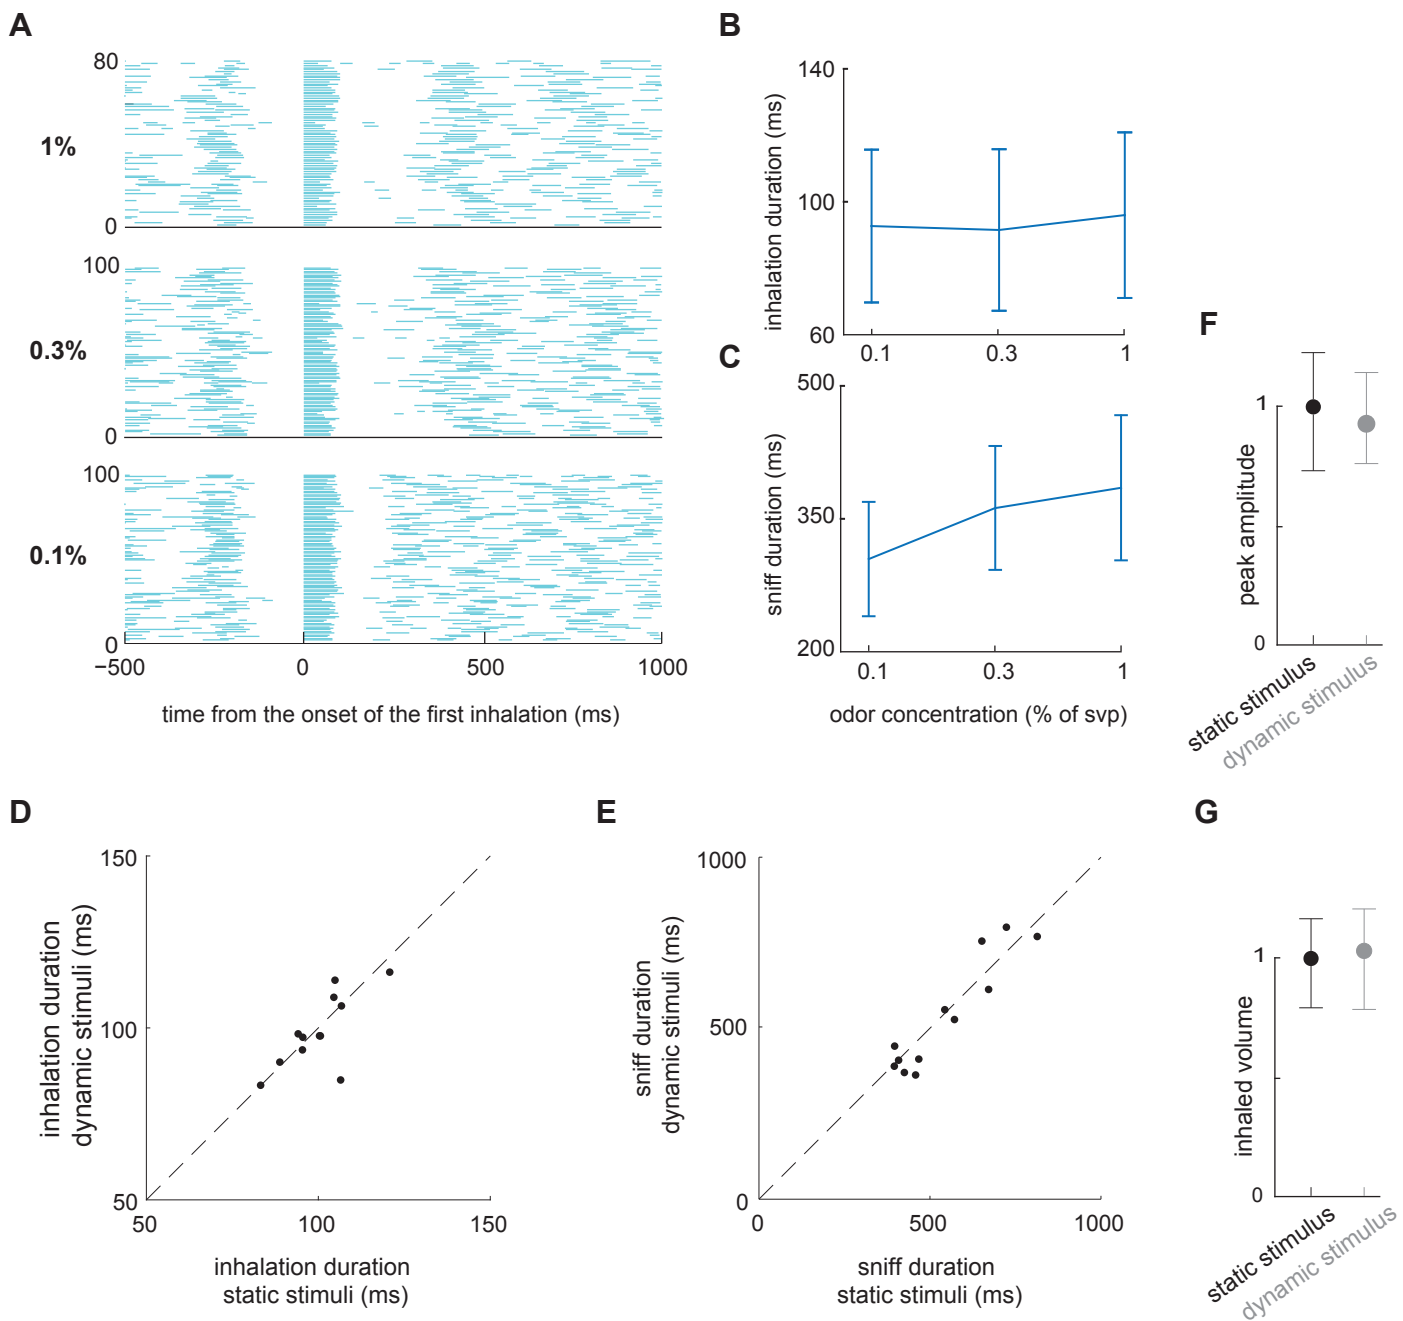 A
80
1%
0
100
0.3%
0
100
0.1%
0
−500
0
500
1000
time from the onset of the first inhalation (ms)
B
140
100
60
inhalation duration (ms)
0.1
0.3
1
C
500
350
200
sniff duration (ms)
0.1
0.3
1
odor concentration (% of svp)
F
1
0
peak amplitude
static stimulus
dynamic stimulus
D
150
100
50
inhalation duration
dynamic stimuli (ms)
50
100
150
inhalation duration
static stimuli (ms)
E
1000
500
0
sniff duration
dynamic stimuli (ms)
0
500
1000
sniff duration
static stimuli (ms)
G
1
0
inhaled volume
static stimulus
dynamic stimulus